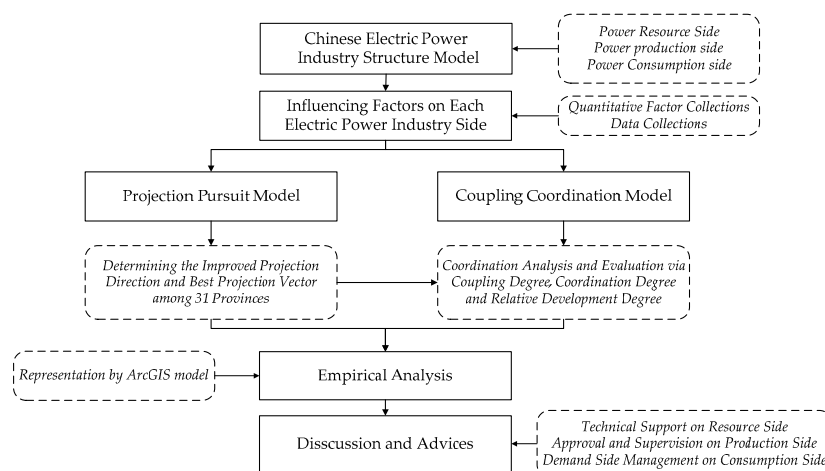 Chinese Electric Power
Industry Structure Model
Power Resource Side
Power production side
Power Consumption side
Influencing Factors on Each
Electric Power Industry Side
Quantitative Factor Collections
Data Collections
Projection Pursuit Model
Coupling Coordination Model
Determining the Improved Projection
Direction and Best Projection Vector
among 31 Provinces
Coordination Analysis and Evaluation via
Coupling Degree, Coordination Degree
and Relative Development Degree
Representation by ArcGIS model
Empirical Analysis
Disscussion and Advices
Technical Support on Resource Side
Approval and Supervision on Production Side
Demand Side Management on Consumption Side